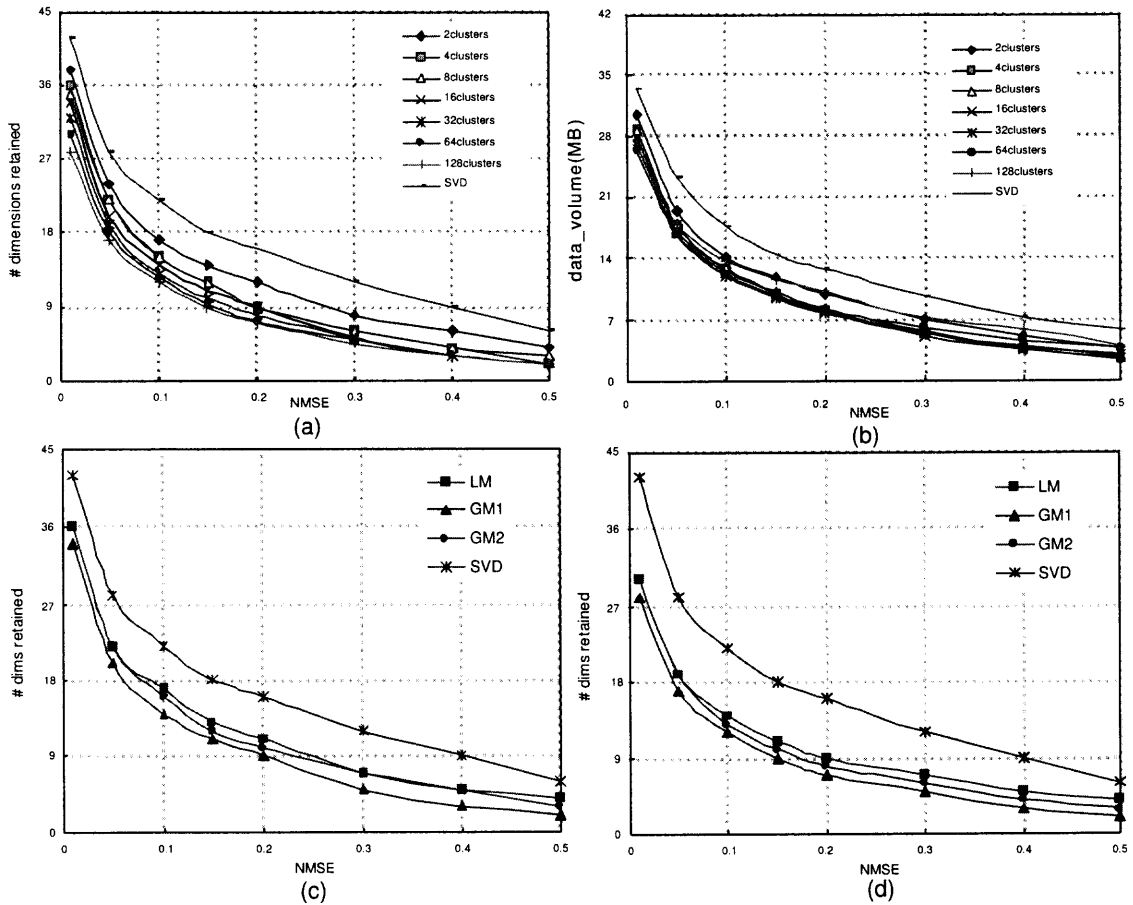 # dimensions retained
45
36
27
18
9
0
0
0.1
0.2
0.3
0.4
0.5
NMSE
2clusters
4clusters
8clusters
16clusters
32clusters
64clusters
128clusters
SVD
(a)
data_volume(MB)
42
35
28
21
14
7
0
0
0.1
0.2
0.3
0.4
0.5
NMSE
2clusters
4clusters
8clusters
16clusters
32clusters
64clusters
128clusters
SVD
(b)
# dims retained
45
36
27
18
9
0
0
0.1
0.2
0.3
0.4
0.5
NMSE
LM
GM1
GM2
SVD
(c)
# dims retained
45
36
27
18
9
0
0
0.1
0.2
0.3
0.4
0.5
NMSE
LM
GM1
GM2
SVD
(d)